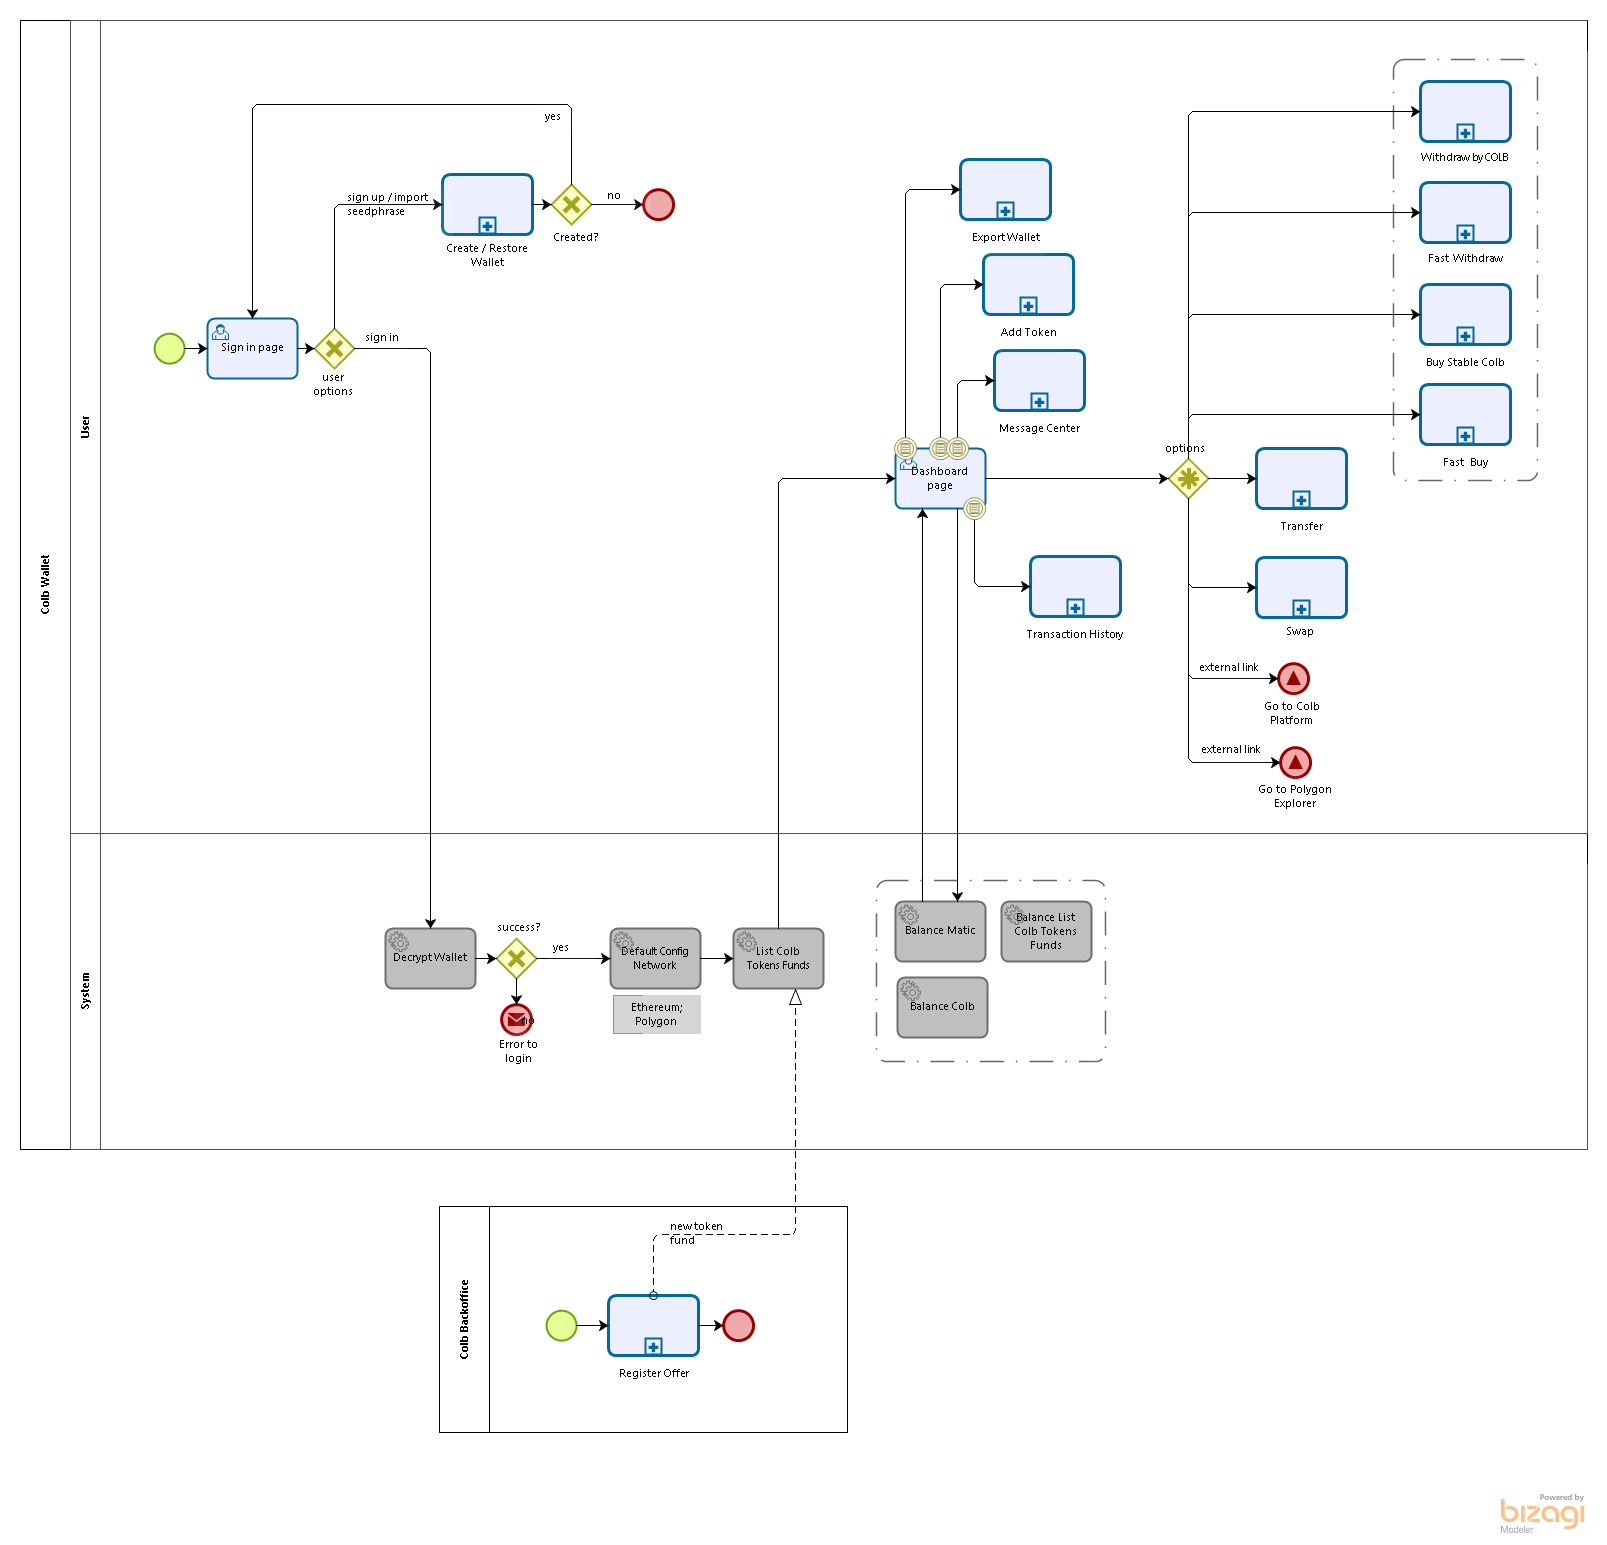 Colb Wallet
User
System
yes
sign up / import
seedphrase
Create / Restore
Wallet
no
Created?
Sign in page
user
options
sign in
Export Wallet
Add Token
Message Center
Dashboard
page
Transaction History
options
Withdraw by COLB
Fast Withdraw
Buy Stable Colb
Fast Buy
Transfer
Swap
external link
Go to Colb
Platform
external link
Go to Polygon
Explorer
Decrypt Wallet
success?
yes
no
Error to
login
Default Config
Network
Ethereum;
Polygon
List Colb
Tokens Funds
Balance Matic
Balance List
Colb Tokens
Funds
Balance Colb
Colb Backoffice
new token
fund
Register Offer
Powered by
bizagi
Modeler